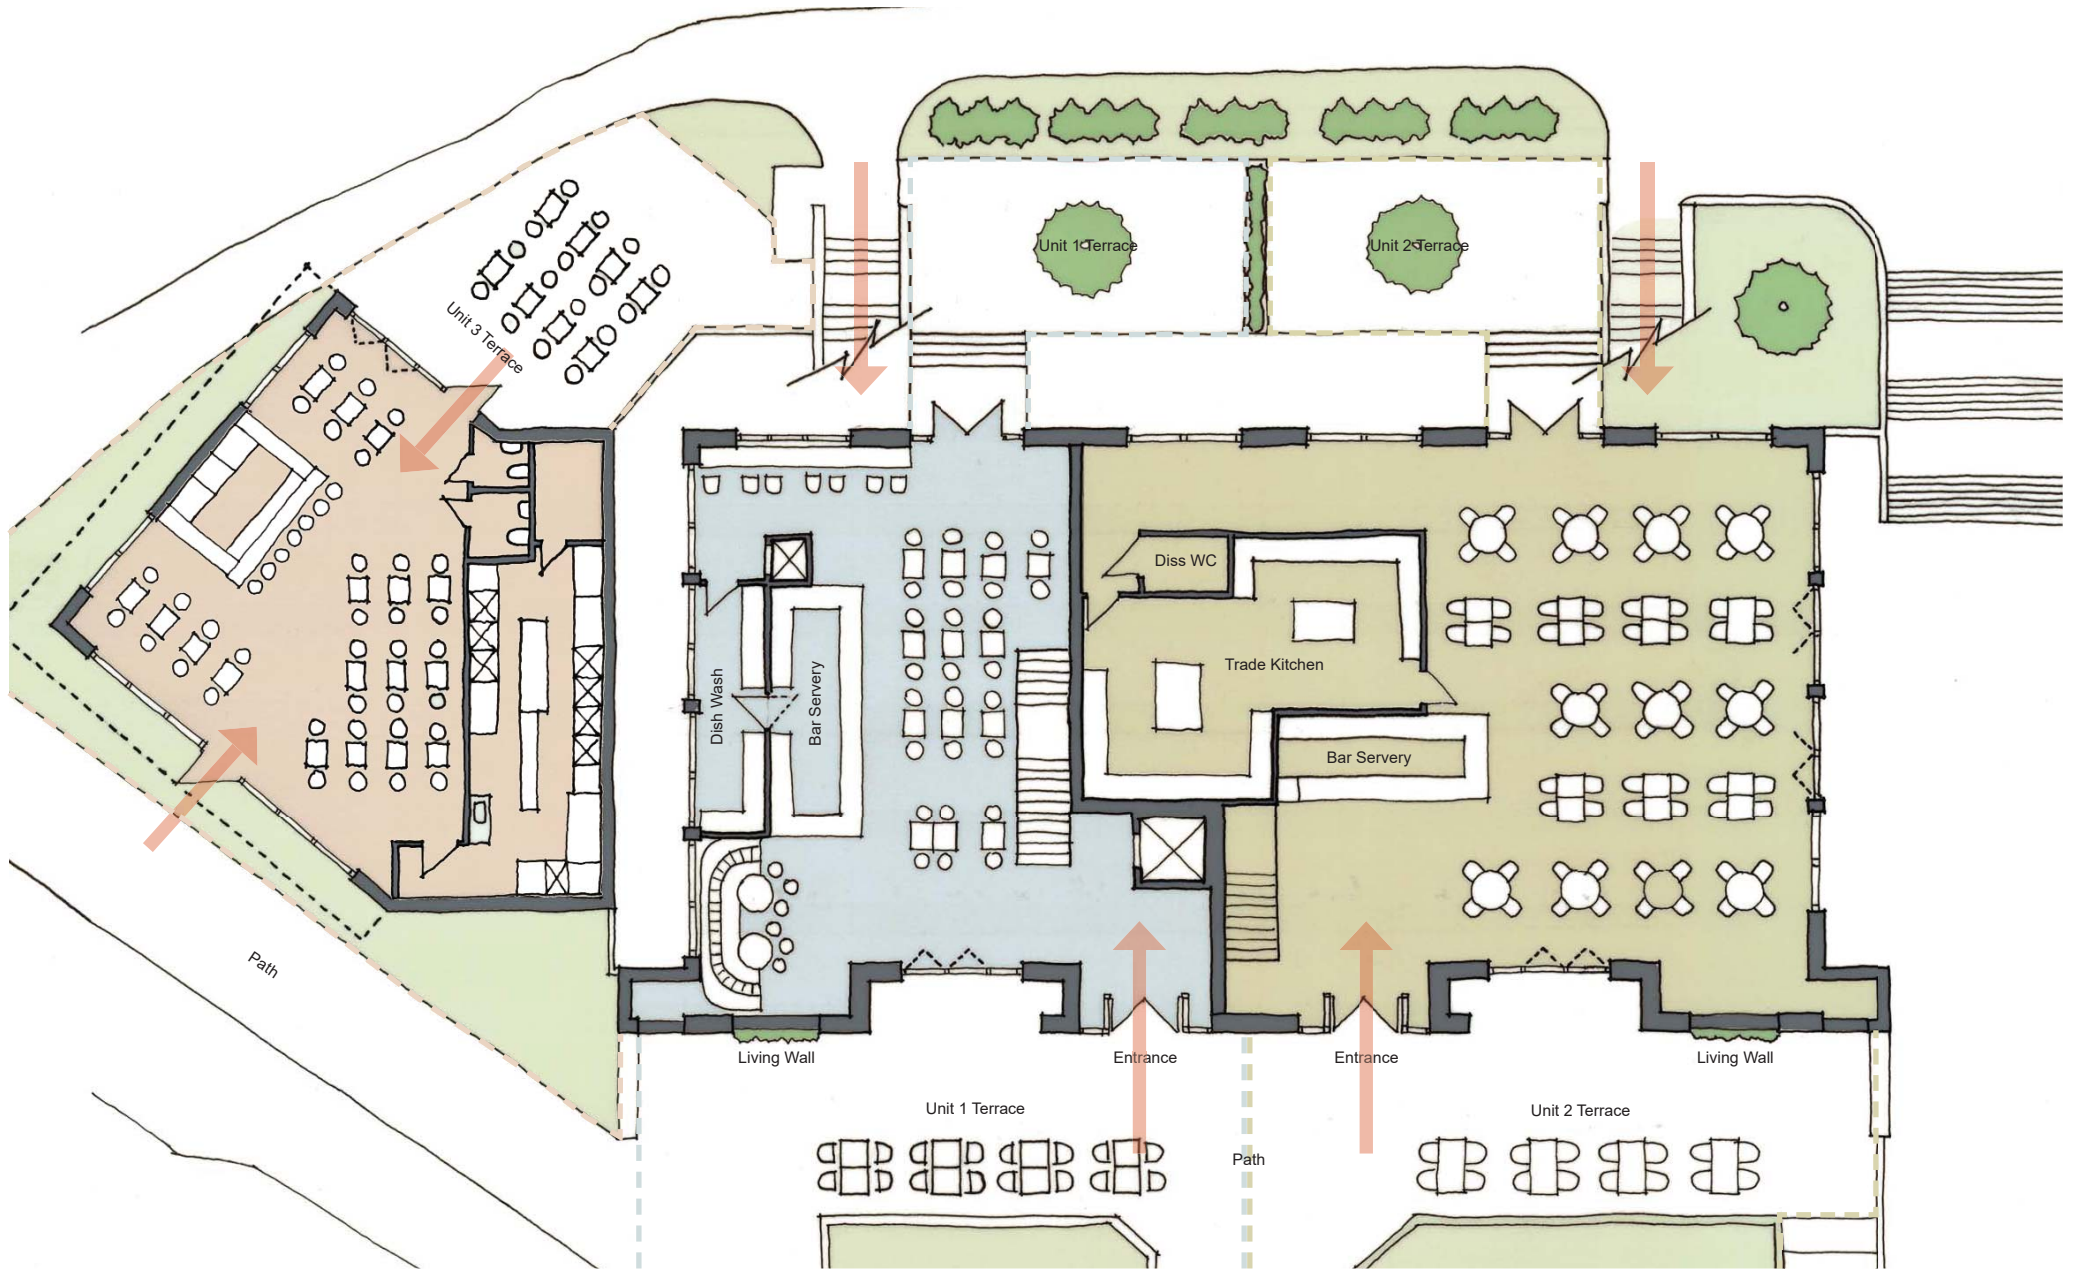 Unit 1 Terrace
Unit 2 Terrace
Unit 3 Terrace
Diss WC
Trade Kitchen
Dish Wash
Bar Servery
Bar Servery
Path
Living Wall
Entrance
Entrance
Living Wall
Unit 1 Terrace
Unit 2 Terrace
Path